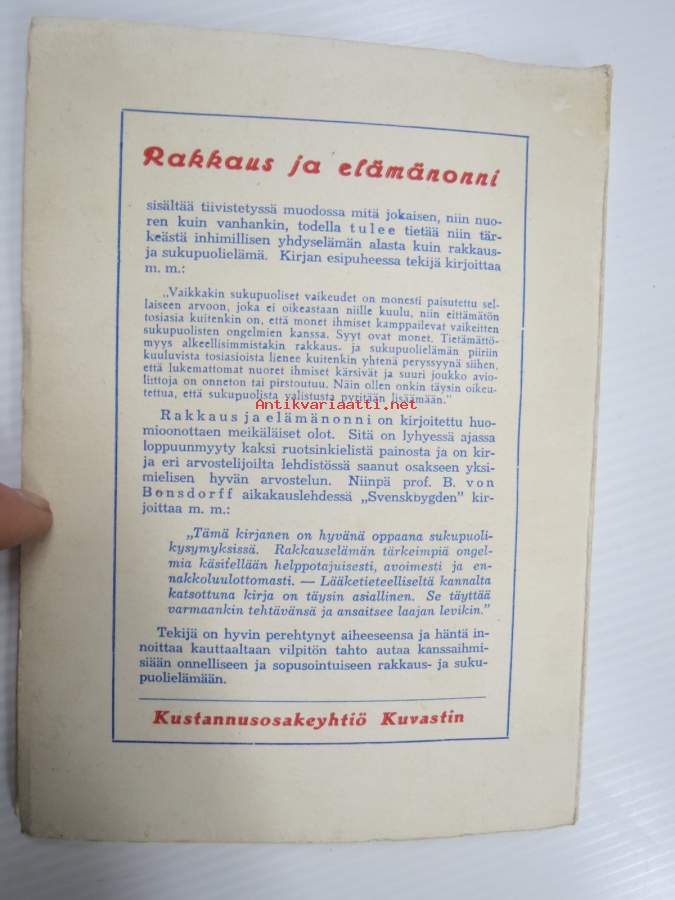 Rakkaus ja elämänonni
sisältää tiivistetyssä muodossa mitä jokaisen, niin nuo-
ren kuin vanhankin, todella tulee tietää niin tär-
keästä inhimillisen yhdyselämän alasta kuin rakkaus-
ja sukupuolielämä. Kirjan esipuheessa tekijä kirjoittaa
m. m.:
„Vaikkakin sukupuoliset vaikeudet on monesti paisutettu sel-
laiseen arvoon, joka ei oikeastaan niille kuulu, niin eittämätön
tosiasia kuitenkin on, että monet ihmiset kamppailevat vaikeitten
sukupuolisten ongelmien kanssa. Syyt ovat monet. Tietämättö-
myys alkeellisimmistakin rakkaus- ja sukupuolielämän piiriin
kuuluvista tosiasioista lienee kuitenkin yhtenä peryssyynä siihen,
että lukemattomat nuoret ihmiset kärsivät ja suuri joukko avio-
liittoja on onneton tai pirstoutuu. Näin ollen onkin täysin oikeu-
tettua, että sukupuolista valistusta pyritään lisäämään.”
Antikvariaatti.net
Rakkaus ja elämänonni on kirjoitettu huo-
mioonottaen meikäläiset olot. Sitä on lyhyessä ajassa
loppuunmyyty kaksi ruotsinkielistä painosta ja on kir-
ja eri arvostelijoilta lehdistössä saanut osakseen yksi-
mielisen hyvän arvostelun. Niinpä prof. B. von
Bonsdorff aikakauslehdessä „Svenskbygden” kir-
joittaa m. m.:
„Tämä kirjanen on hyvänä oppaana sukupuoli-
kysymyksissä. Rakkauselämän tärkeimpiä ongel-
mia käsitellään helppotajuisesti, avoimesti ja en-
nakkoluulottomasti. — Lääketieteelliseltä kannalta
katsottuna kirja on täysin asiallinen. Se täyttää
varmaankin tehtävänsä ja ansaitsee laajan levikin.”
Tekijä on hyvin perehtynyt aiheeseensa ja häntä in-
noittaa kauttaaltaan vilpitön tahto autaa kanssaihmi-
siään onnelliseen ja sopusointuiseen rakkaus- ja suku-
puolielämään.
Kustannusosakeyhtiö Kuvastin